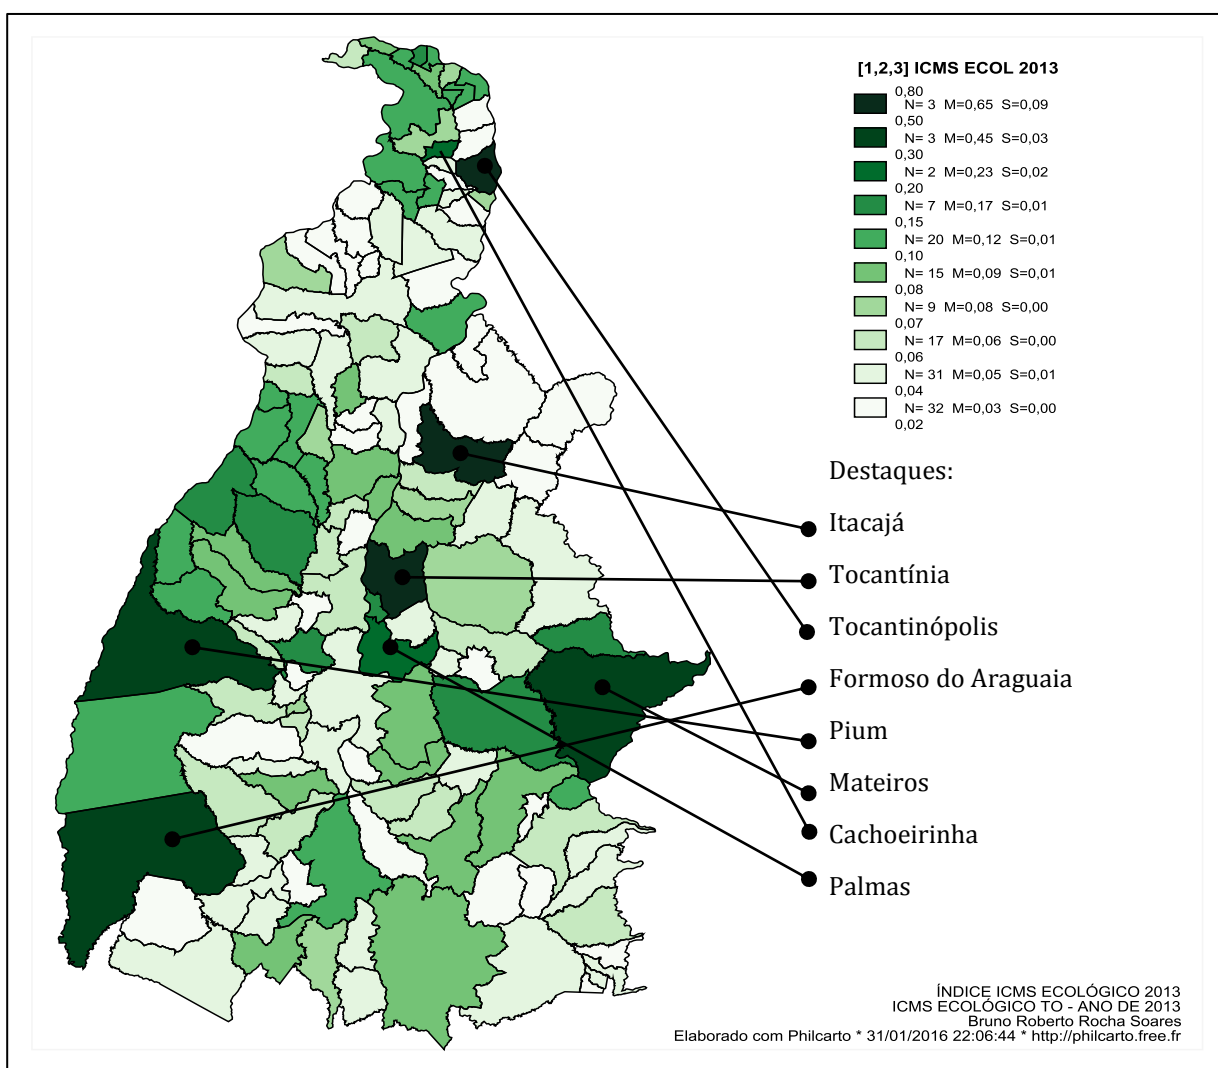 [1,2,3] ICMS ECOL 2013
0,80
N= 3 M=0,65 S=0,09
0,50
N= 3 M=0,45 S=0,03
0,30
N= 2 M=0,23 S=0,02
0,20
N= 7 M=0,17 S=0,01
0,15
N= 20 M=0,12 S=0,01
0,10
N= 15 M=0,09 S=0,01
0,08
N= 9 M=0,08 S=0,00
0,07
N= 17 M=0,06 S=0,00
0,06
N= 31 M=0,05 S=0,01
0,04
N= 32 M=0,03 S=0,00
0,02
Destaques:
Itacajá
Tocantínia
Tocantinópolis
Formoso do Araguaia
Pium
Mateiros
Cachoeirinha
Palmas
ÍNDICE ICMS ECOLÓGICO 2013
ICMS ECOLÓGICO TO - ANO DE 2013
Bruno Roberto Rocha Soares
Elaborado com Philcarto * 31/01/2016 22:06:44 * http://philcarto.free.fr